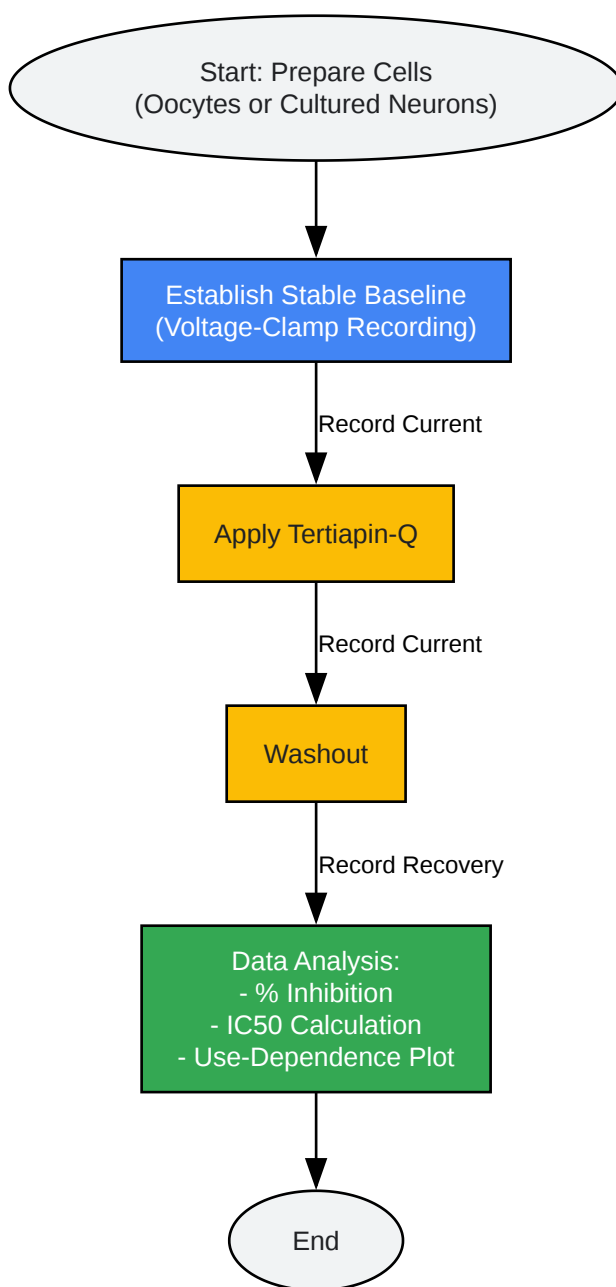 Start: Prepare Cells
(Oocytes or Cultured Neurons)
Establish Stable Baseline
(Voltage-Clamp Recording)
Record Current
Apply Tertiapin-Q
Record Current
Washout
Record Recovery
Data Analysis:
- % Inhibition
- IC50 Calculation
- Use-Dependence Plot
End